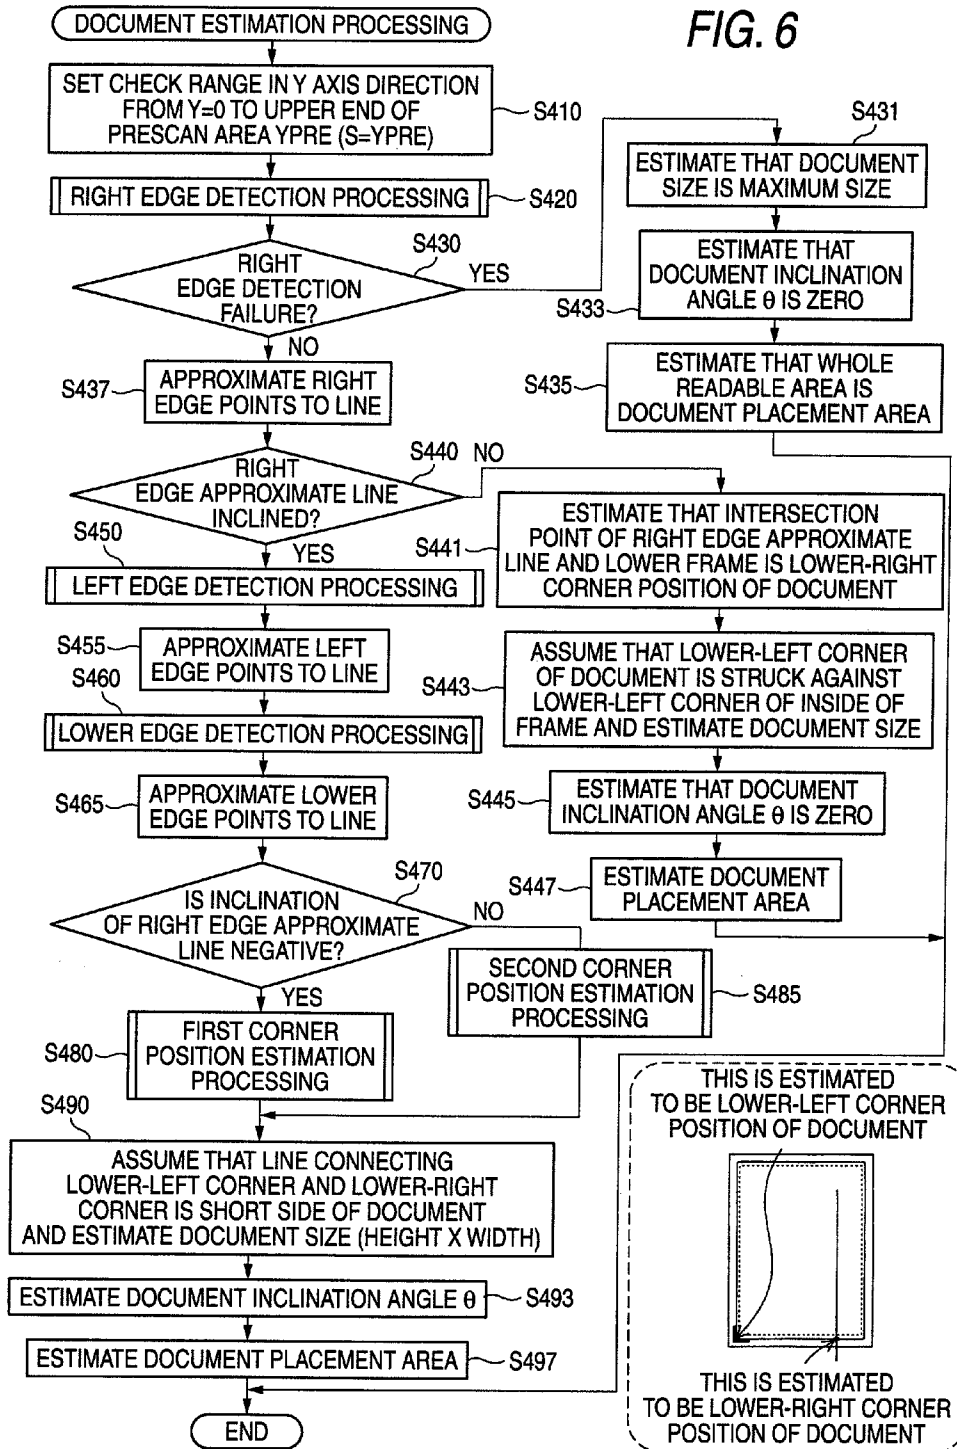 FIG. 6
DOCUMENT ESTIMATION PROCESSING
SET CHECK RANGE IN Y AXIS DIRECTION
FROM Y=0 TO UPPER END OF
PRESCAN AREA YPRE (S=YPRE)
S410
RIGHT EDGE DETECTION PROCESSING
S420
RIGHT
EDGE DETECTION
FAILURE?
S430
YES
NO
S431
ESTIMATE THAT DOCUMENT
SIZE IS MAXIMUM SIZE
ESTIMATE THAT
DOCUMENT INCLINATION
ANGLE θ IS ZERO
S433
ESTIMATE THAT WHOLE
READABLE AREA IS
DOCUMENT PLACEMENT AREA
S435
S437
APPROXIMATE RIGHT
EDGE POINTS TO LINE
RIGHT
EDGE APPROXIMATE LINE
INCLINED?
S440
NO
YES
S441
ESTIMATE THAT INTERSECTION
POINT OF RIGHT EDGE APPROXIMATE
LINE AND LOWER FRAME IS LOWER-RIGHT
CORNER POSITION OF DOCUMENT
S443
ASSUME THAT LOWER-LEFT CORNER
OF DOCUMENT IS STRUCK AGAINST
LOWER-LEFT CORNER OF INSIDE OF
FRAME AND ESTIMATE DOCUMENT SIZE
S445
ESTIMATE THAT DOCUMENT
INCLINATION ANGLE θ IS ZERO
S447
ESTIMATE DOCUMENT
PLACEMENT AREA
S450
LEFT EDGE DETECTION PROCESSING
S455
APPROXIMATE LEFT
EDGE POINTS TO LINE
S460
LOWER EDGE DETECTION PROCESSING
S465
APPROXIMATE LOWER
EDGE POINTS TO LINE
S470
IS INCLINATION
OF RIGHT EDGE APPROXIMATE
LINE NEGATIVE?
NO
YES
SECOND CORNER
POSITION ESTIMATION
PROCESSING
S485
S480
FIRST CORNER
POSITION ESTIMATION
PROCESSING
S490
ASSUME THAT LINE CONNECTING
LOWER-LEFT CORNER AND LOWER-RIGHT
CORNER IS SHORT SIDE OF DOCUMENT
AND ESTIMATE DOCUMENT SIZE (HEIGHT X WIDTH)
ESTIMATE DOCUMENT INCLINATION ANGLE θ
S493
ESTIMATE DOCUMENT PLACEMENT AREA
S497
END
THIS IS ESTIMATED
TO BE LOWER-LEFT CORNER
POSITION OF DOCUMENT
THIS IS ESTIMATED
TO BE LOWER-RIGHT CORNER
POSITION OF DOCUMENT